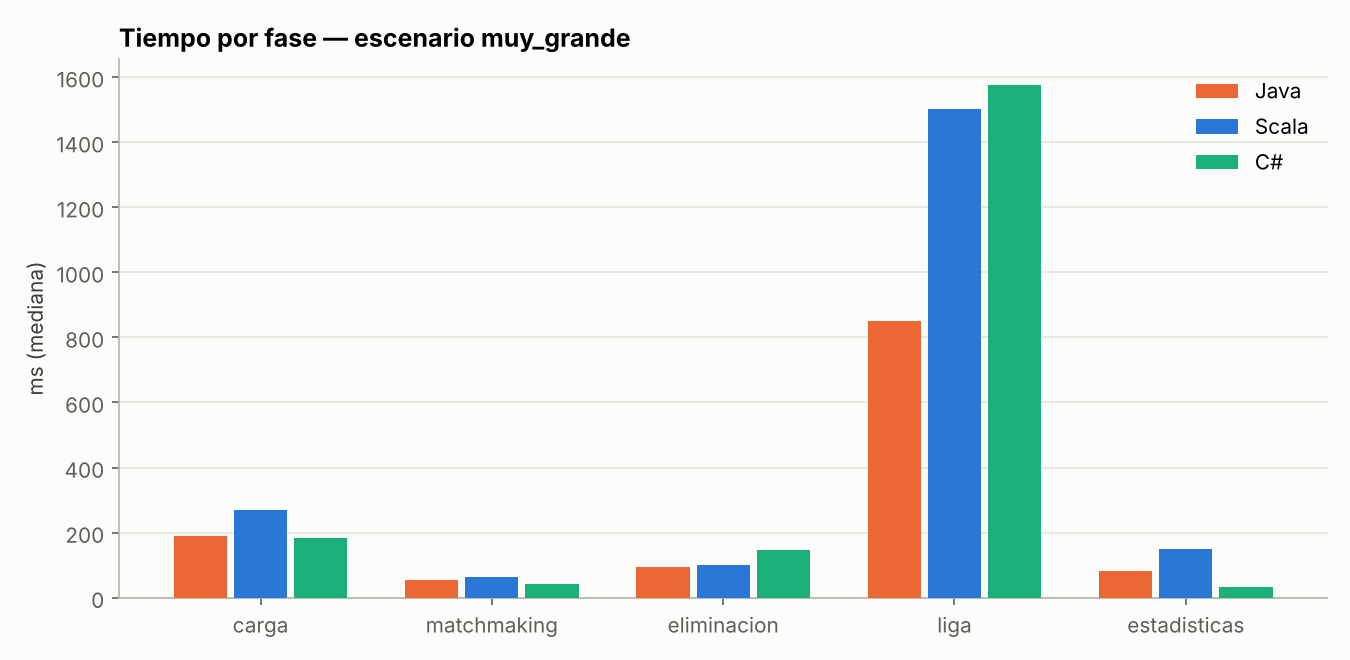 Tiempo por fase — escenario muy_grande
1600
1400
1200
1000
800
600
400
200
0
ms (mediana)
Java
Scala
C#
carga
matchmaking
eliminacion
liga
estadisticas